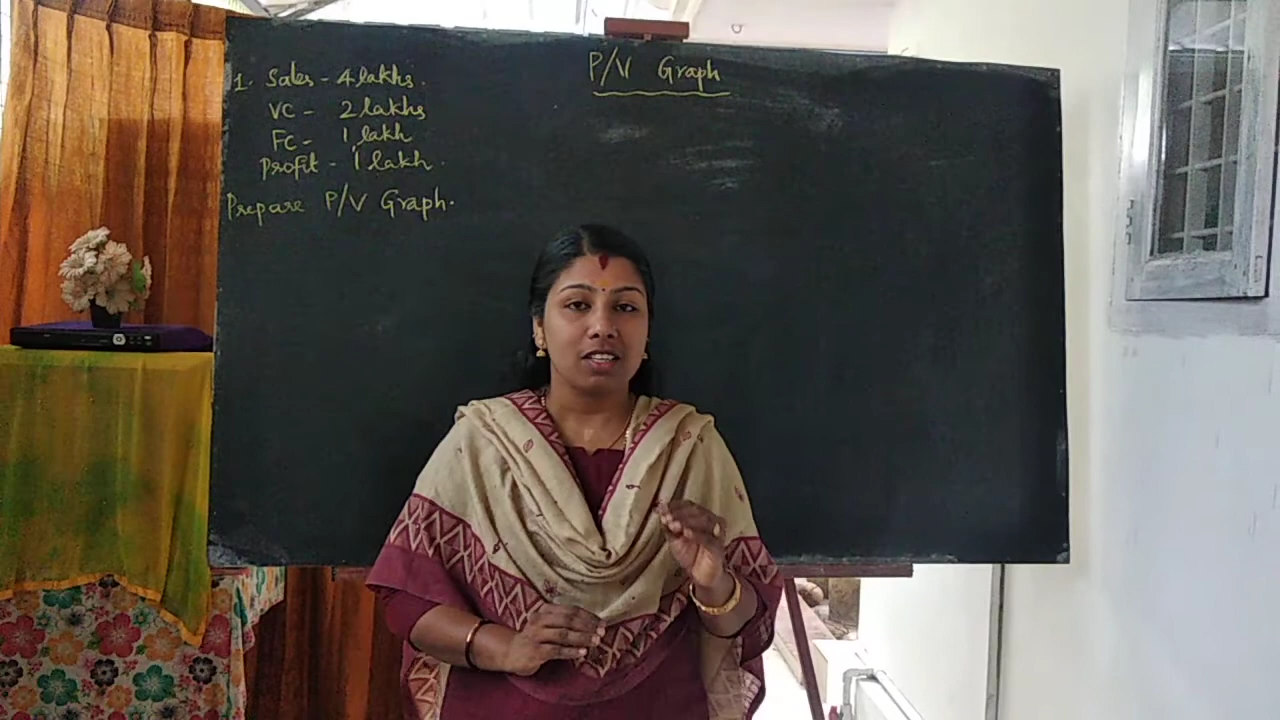 P/V Graph
1. Sales - 4 lakhs.
VC - 2 lakhs
FC - 1 lakh
Profit - 1 lakh.
Prepare P/V Graph.